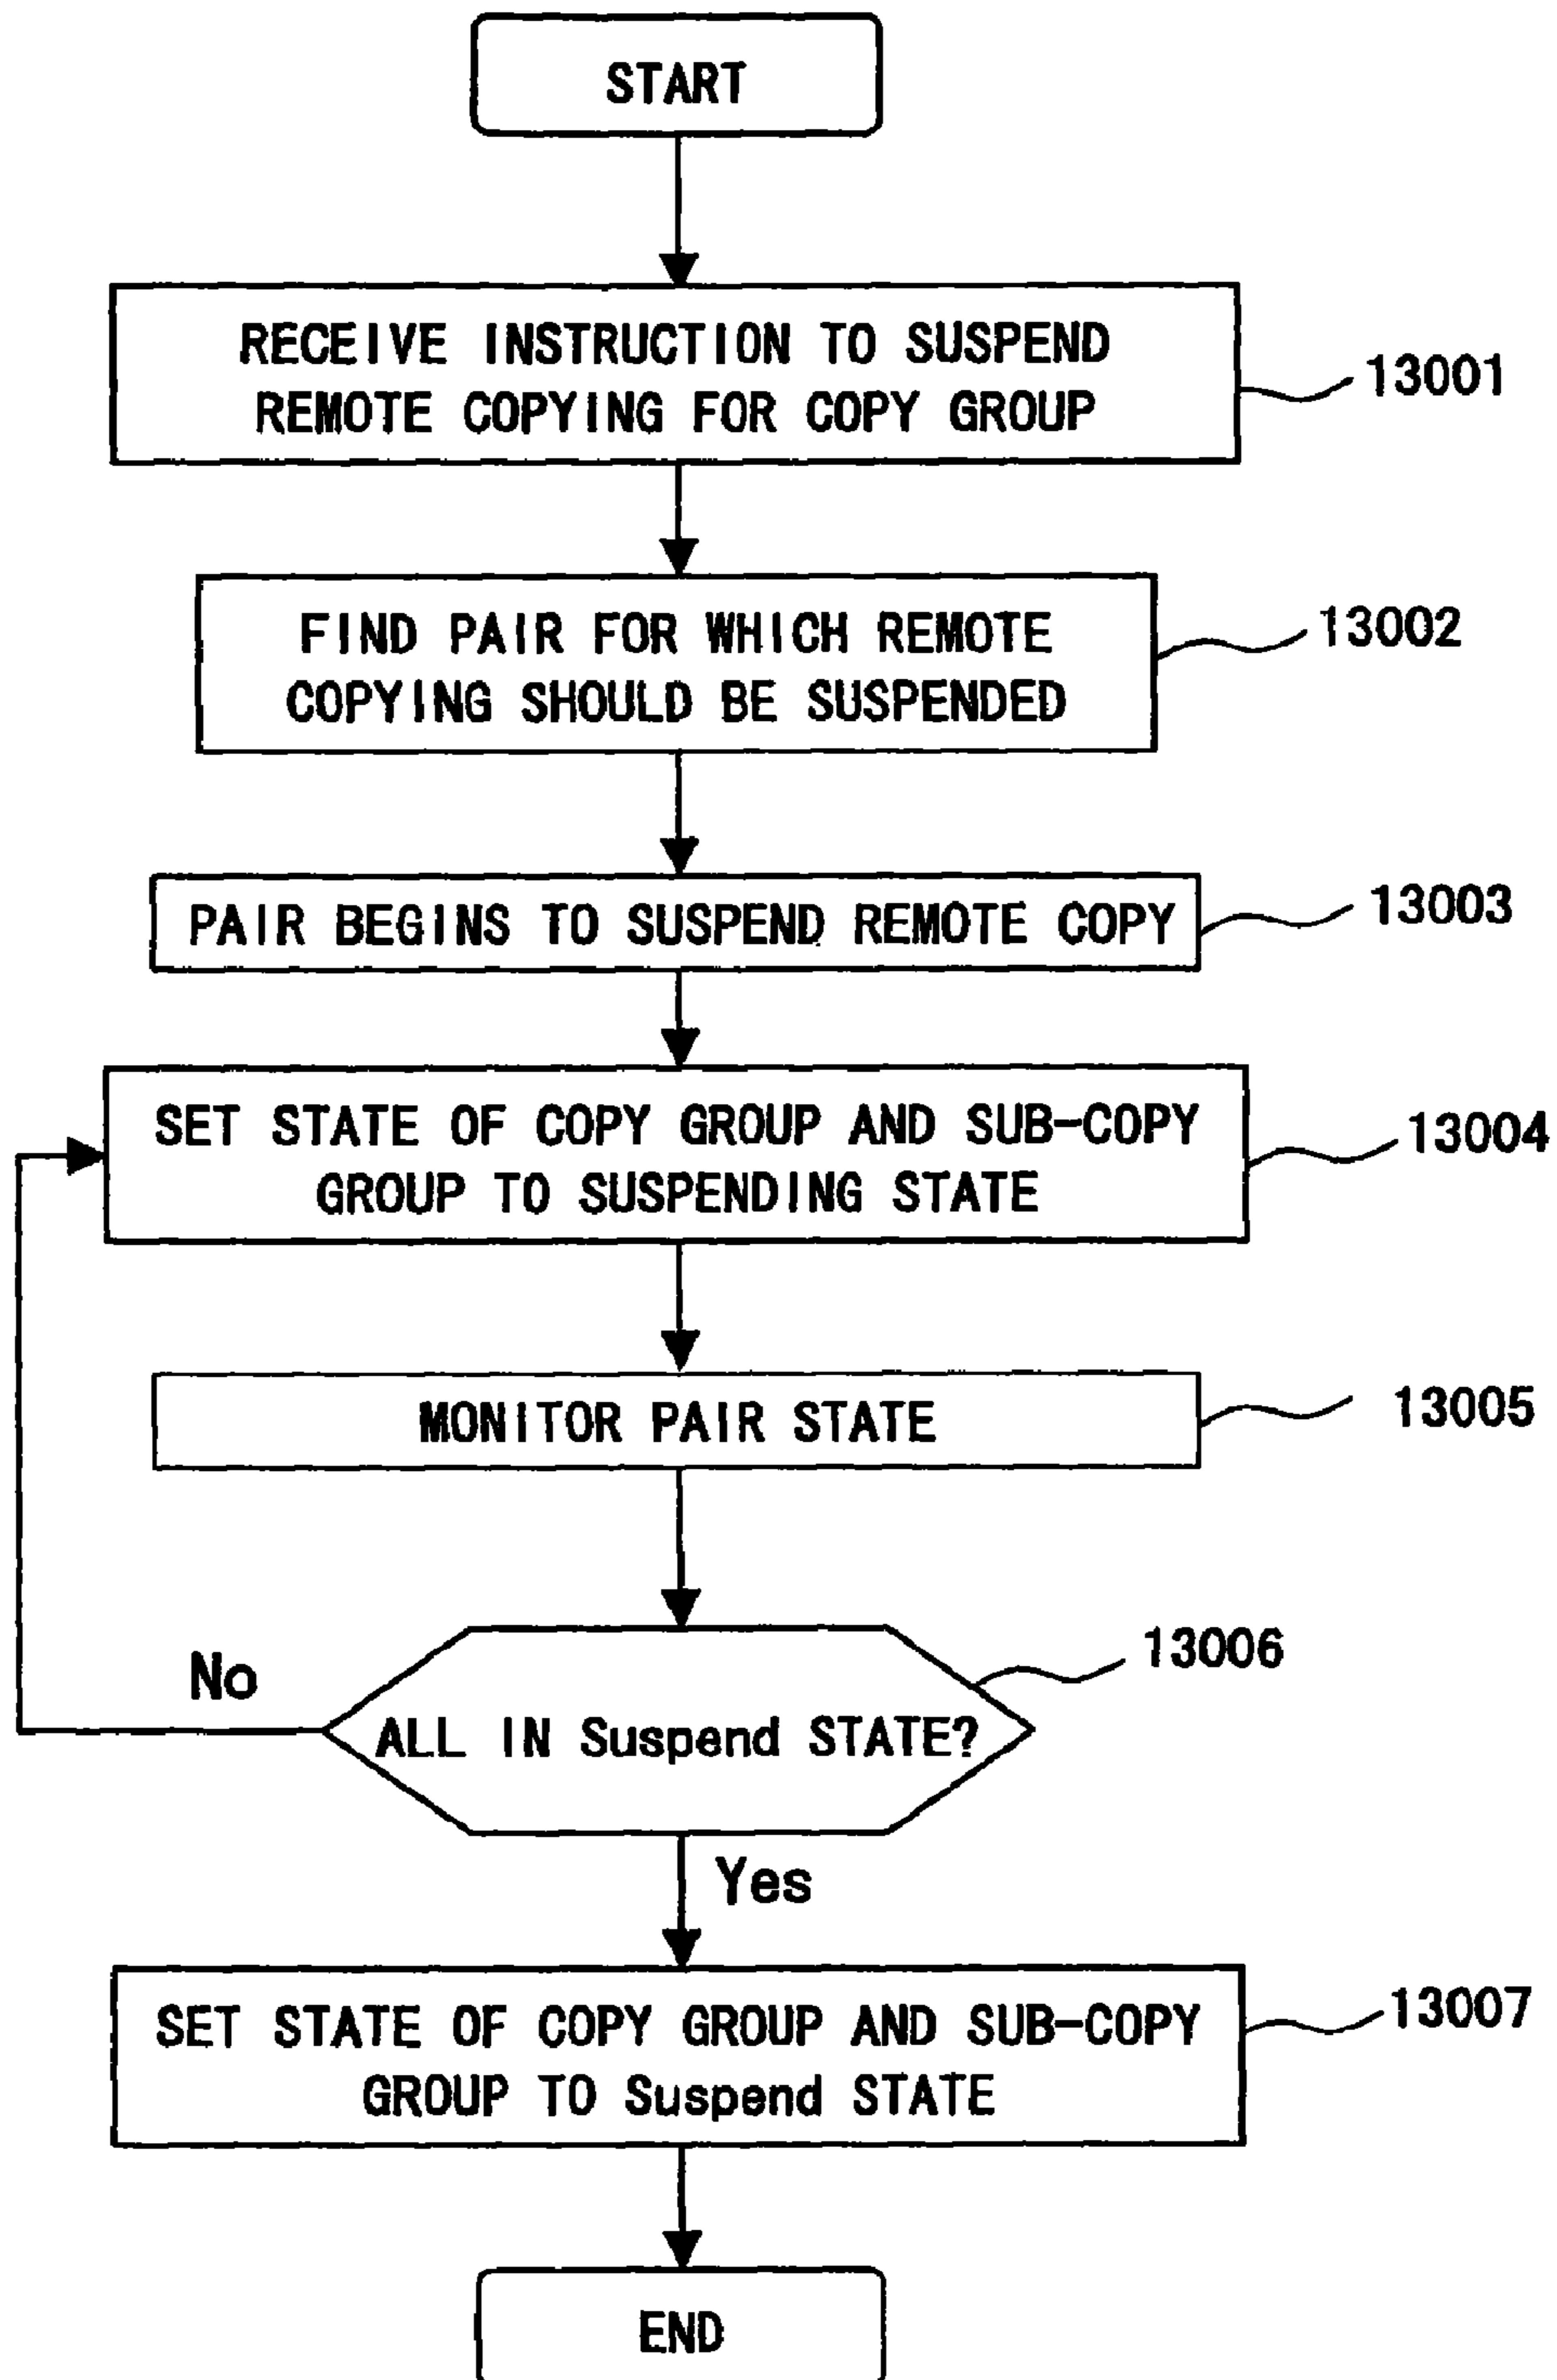 START
RECEIVE INSTRUCTION TO SUSPEND
REMOTE COPYING FOR COPY GROUP
13001
FIND PAIR FOR WHICH REMOTE
COPYING SHOULD BE SUSPENDED
13002
PAIR BEGINS TO SUSPEND REMOTE COPY
13003
SET STATE OF COPY GROUP AND SUB-COPY
GROUP TO SUSPENDING STATE
13004
MONITOR PAIR STATE
13005
ALL IN Suspend STATE?
13006
No
Yes
SET STATE OF COPY GROUP AND SUB-COPY
GROUP TO Suspend STATE
13007
END